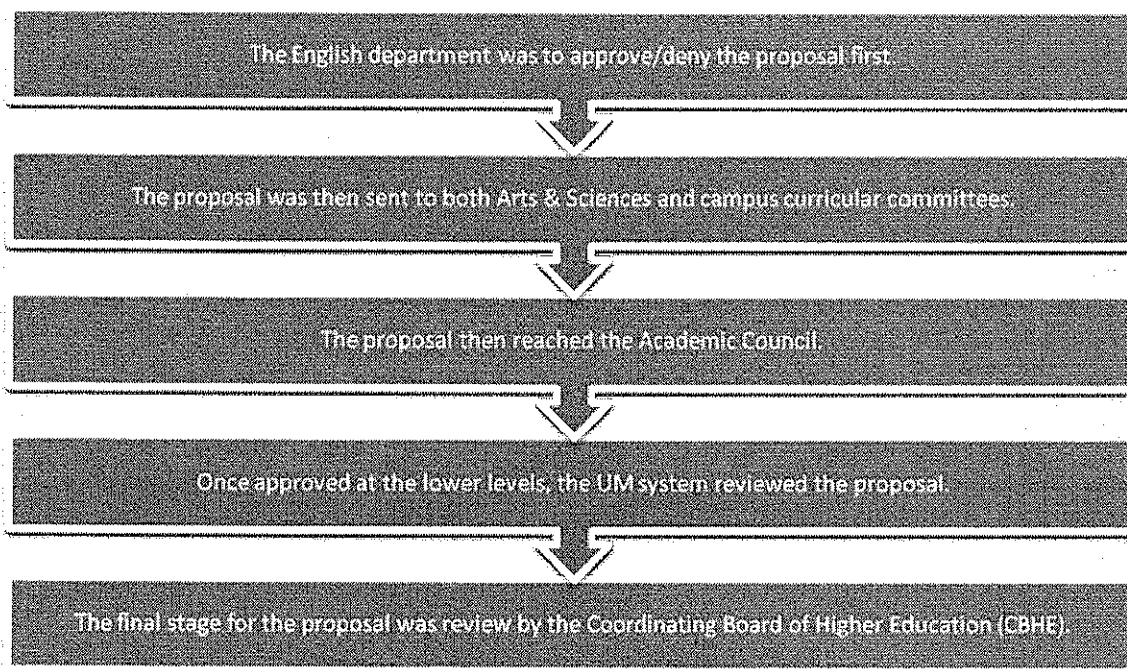 The English department was to approve/deny the proposal first.
The proposal was then sent to both Arts & Sciences and campus curricular committees.
The proposal then reached the Academic Council.
Once approved at the lower levels, the UM system reviewed the proposal.
The final stage for the proposal was review by the Coordinating Board of Higher Education (CBHE).